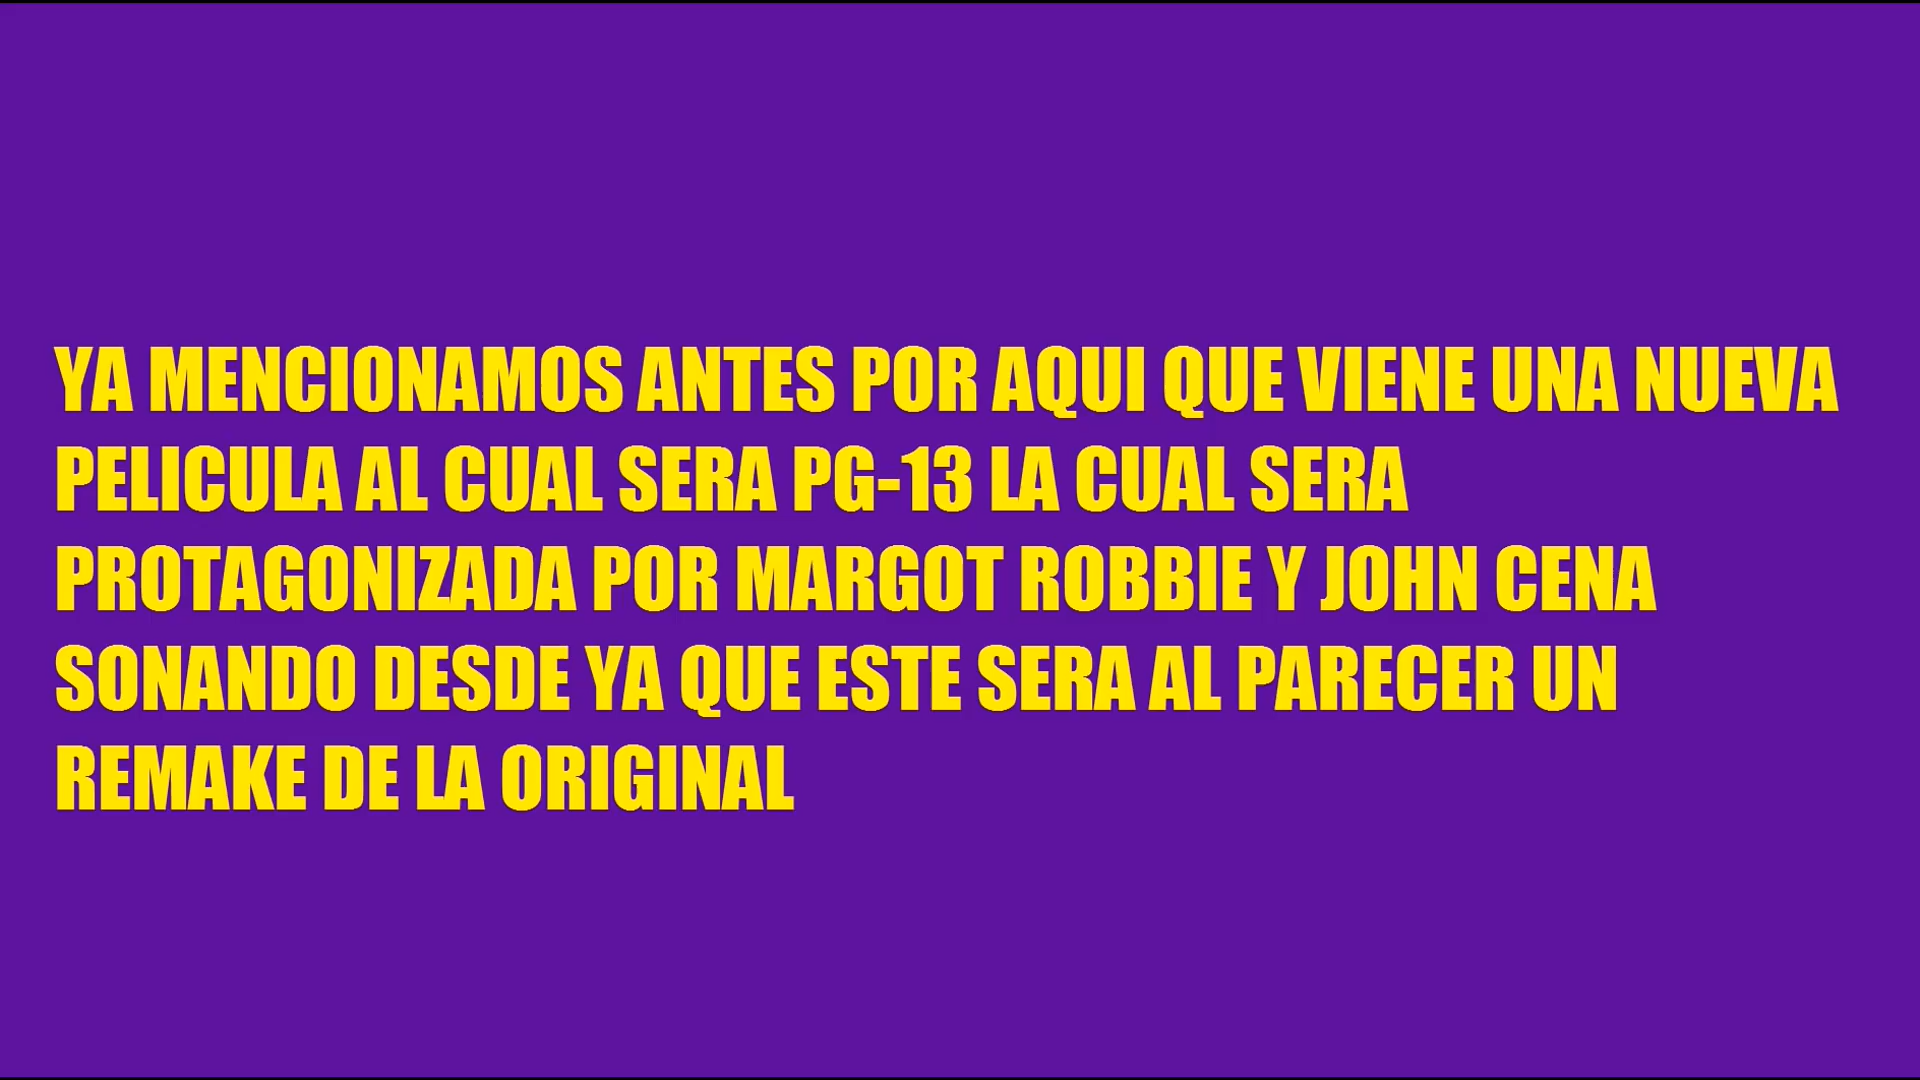 YA MENCIONAMOS ANTES POR AQUI QUE VIENE UNA NUEVA
PELICULA AL CUAL SERA PG-13 LA CUAL SERA
PROTAGONIZADA POR MARGOT ROBBIE Y JOHN CENA
SONANDO DESDE YA QUE ESTE SERA AL PARECER UN
REMAKE DE LA ORIGINAL